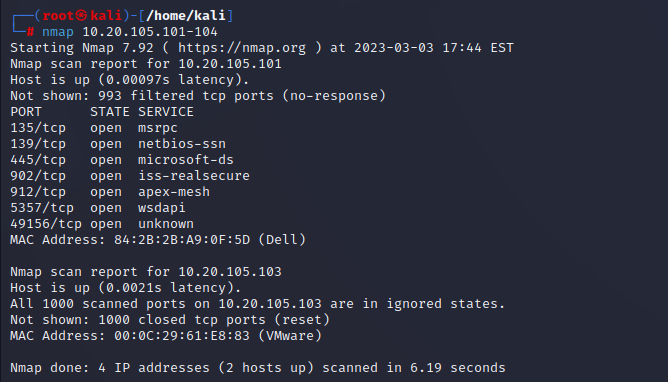 ┌──(root㉿kali)-[/home/kali]
└─# nmap 10.20.105.101-104
Starting Nmap 7.92 ( https://nmap.org ) at 2023-03-03 17:44 EST
Nmap scan report for 10.20.105.101
Host is up (0.00097s latency).
Not shown: 993 filtered tcp ports (no-response)
PORT      STATE SERVICE
135/tcp   open  msrpc
139/tcp   open  netbios-ssn
445/tcp   open  microsoft-ds
902/tcp   open  iss-realsecure
912/tcp   open  apex-mesh
5357/tcp  open  wsdapi
49156/tcp open  unknown
MAC Address: 84:2B:2B:A9:0F:5D (Dell)

Nmap scan report for 10.20.105.103
Host is up (0.0021s latency).
All 1000 scanned ports on 10.20.105.103 are in ignored states.
Not shown: 1000 closed tcp ports (reset)
MAC Address: 00:0C:29:61:E8:83 (VMware)

Nmap done: 4 IP addresses (2 hosts up) scanned in 6.19 seconds